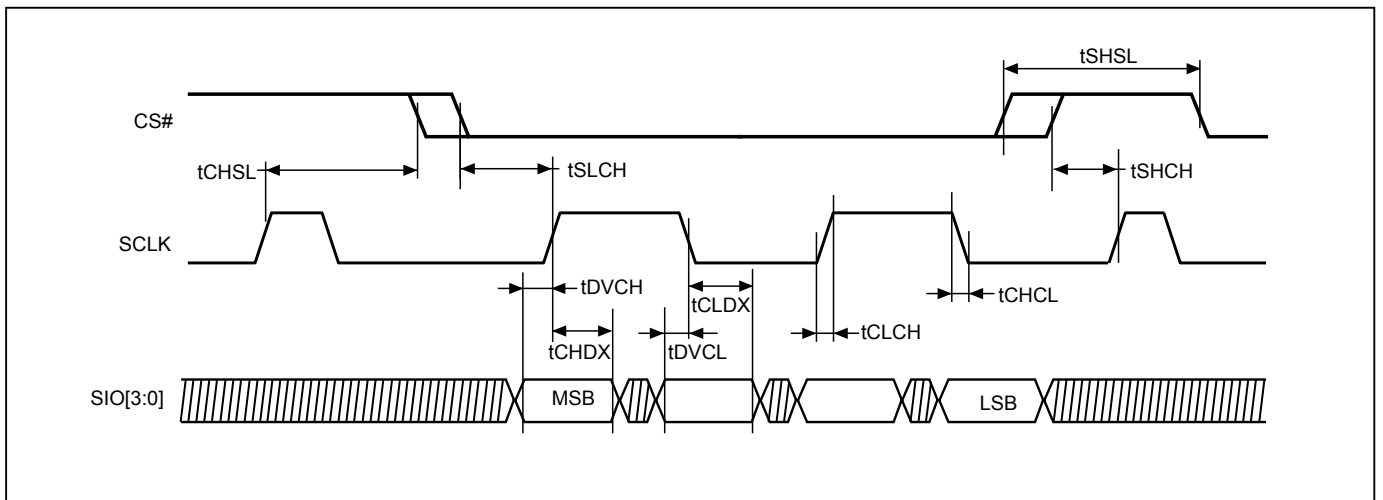 tSHSL
CS#
tCHSL
tSLCH
tSHCH
SCLK
tDVCH
tCLDX
tCHCL
tCLCH
tCHDX
tDVCL
SIO[3:0]
MSB
LSB